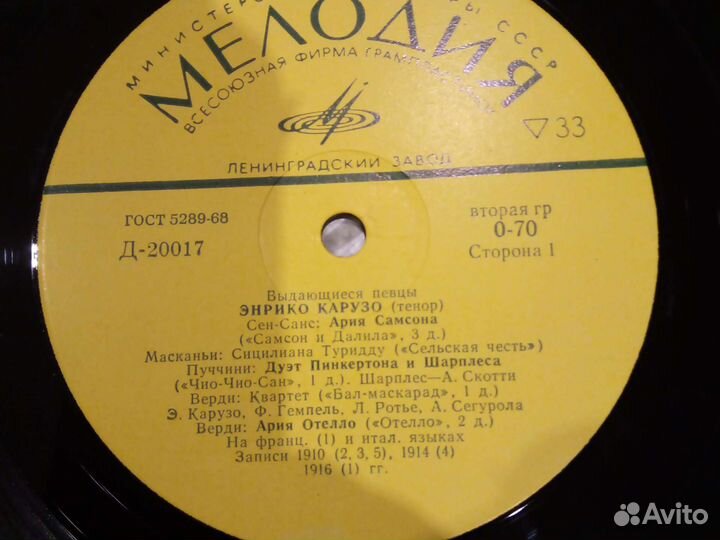 МЕЛОДИЯ
СССР
ВСЕСОЮЗНАЯ ФИРМА
▽ 33
ЛЕНИНГРАДСКИЙ ЗАВОД
ГОСТ 5289-68
Д-20017
вторая гр
0-70
Сторона 1
Выдающиеся певцы
ЭНРИКО КАРУЗО (тенор)
Сен-Санс: Ария Самсона
(«Самсон и Далила», 3 д.)
Масканьи: Сицилиана Туридду («Сельская честь»)
Пуччини: Дуэт Пинкертона и Шарплеса
(«Чио-Чио-Сан», 1 д.). Шарплес—А. Скотти
Верди: Квартет («Бал-маскарад», 1 д.)
Э. Карузо, Ф. Гемпель, Л. Ротье, А. Сегурола
Верди: Ария Отелло («Отелло», 2 д.)
На франц. (1) и итал. языках
Записи 1910 (2, 3, 5), 1914 (4)
1916 (1) гг.
Avito